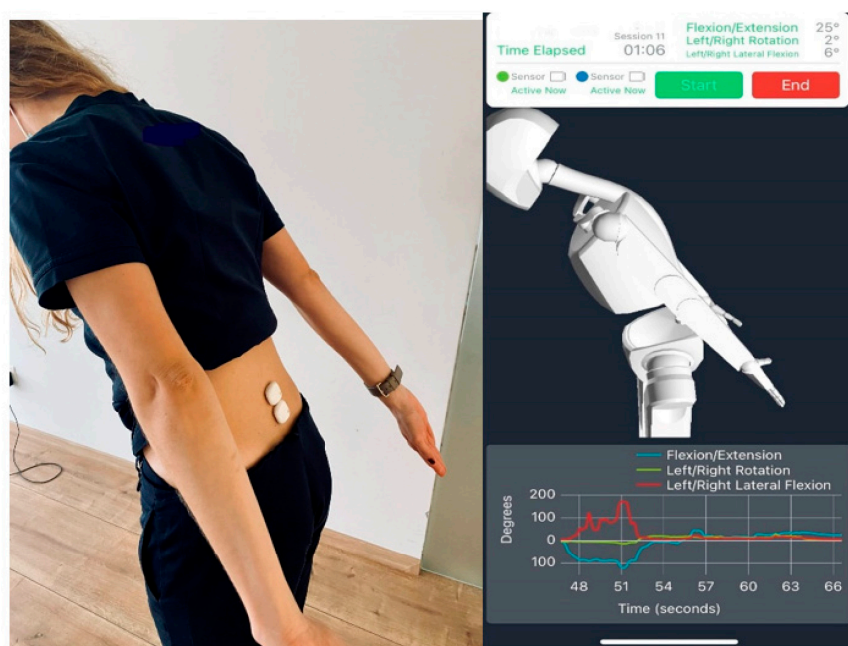 Session 11
Time Elapsed 01:06
Flexion/Extension 25°
Left/Right Rotation 2°
Left/Right Lateral Flexion 6°
Sensor Sensor
Active Now Active Now
Start End
Flexion/Extension
Left/Right Rotation
Left/Right Lateral Flexion
Degrees
200
100
0
100
48 51 54 57 60 63 66
Time (seconds)